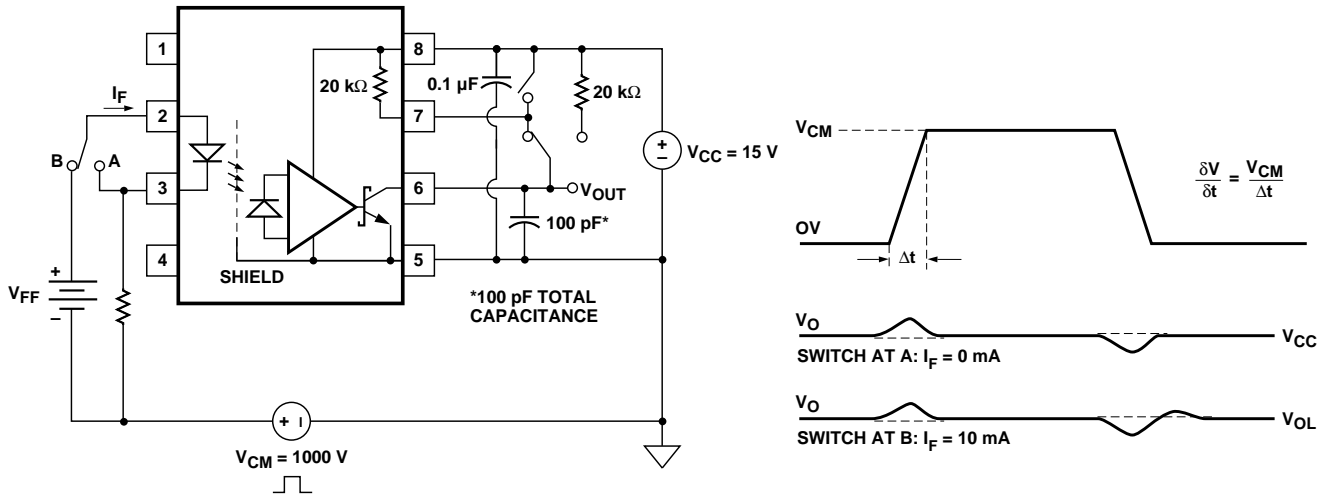 1
8
20 kΩ
0.1 µF
20 kΩ
I_F
2
7
B
A
+
−
V_CC = 15 V
3
6
V_OUT
100 pF*
4
5
SHIELD
V_FF
+
−
*100 pF TOTAL
CAPACITANCE
+
−
V_CM = 1000 V
V_CM
δV/δt = V_CM/Δt
OV
Δt
V_O
V_CC
SWITCH AT A: I_F = 0 mA
V_O
V_OL
SWITCH AT B: I_F = 10 mA